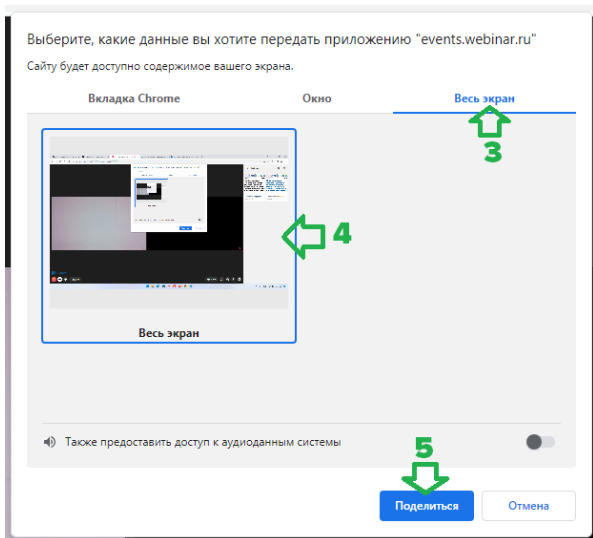 Выберите, какие данные вы хотите передать приложению "events.webinar.ru"
Сайту будет доступно содержимое вашего экрана.
Вкладка Chrome Окно Весь экран
3
4
Весь экран
Также предоставить доступ к аудиоданным системы
5
Поделиться Отмена